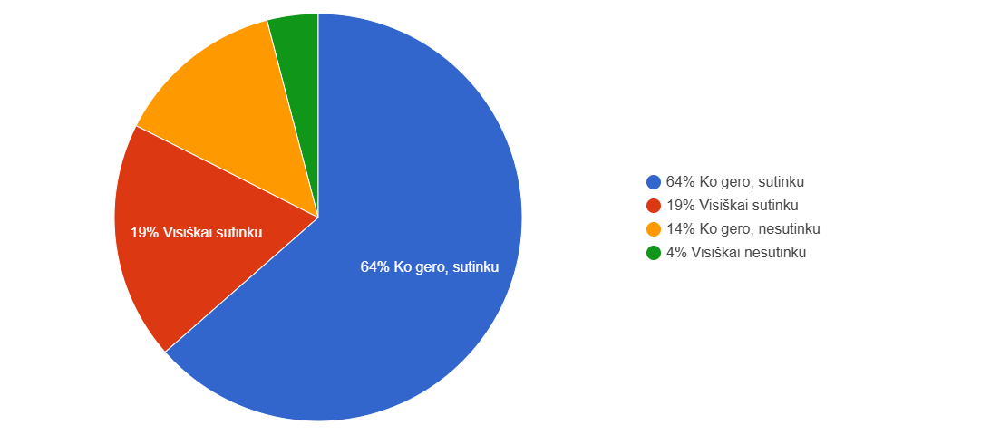 19% Visiškai sutinku
64% Ko gero, sutinku
64% Ko gero, sutinku
19% Visiškai sutinku
14% Ko gero, nesutinku
4% Visiškai nesutinku